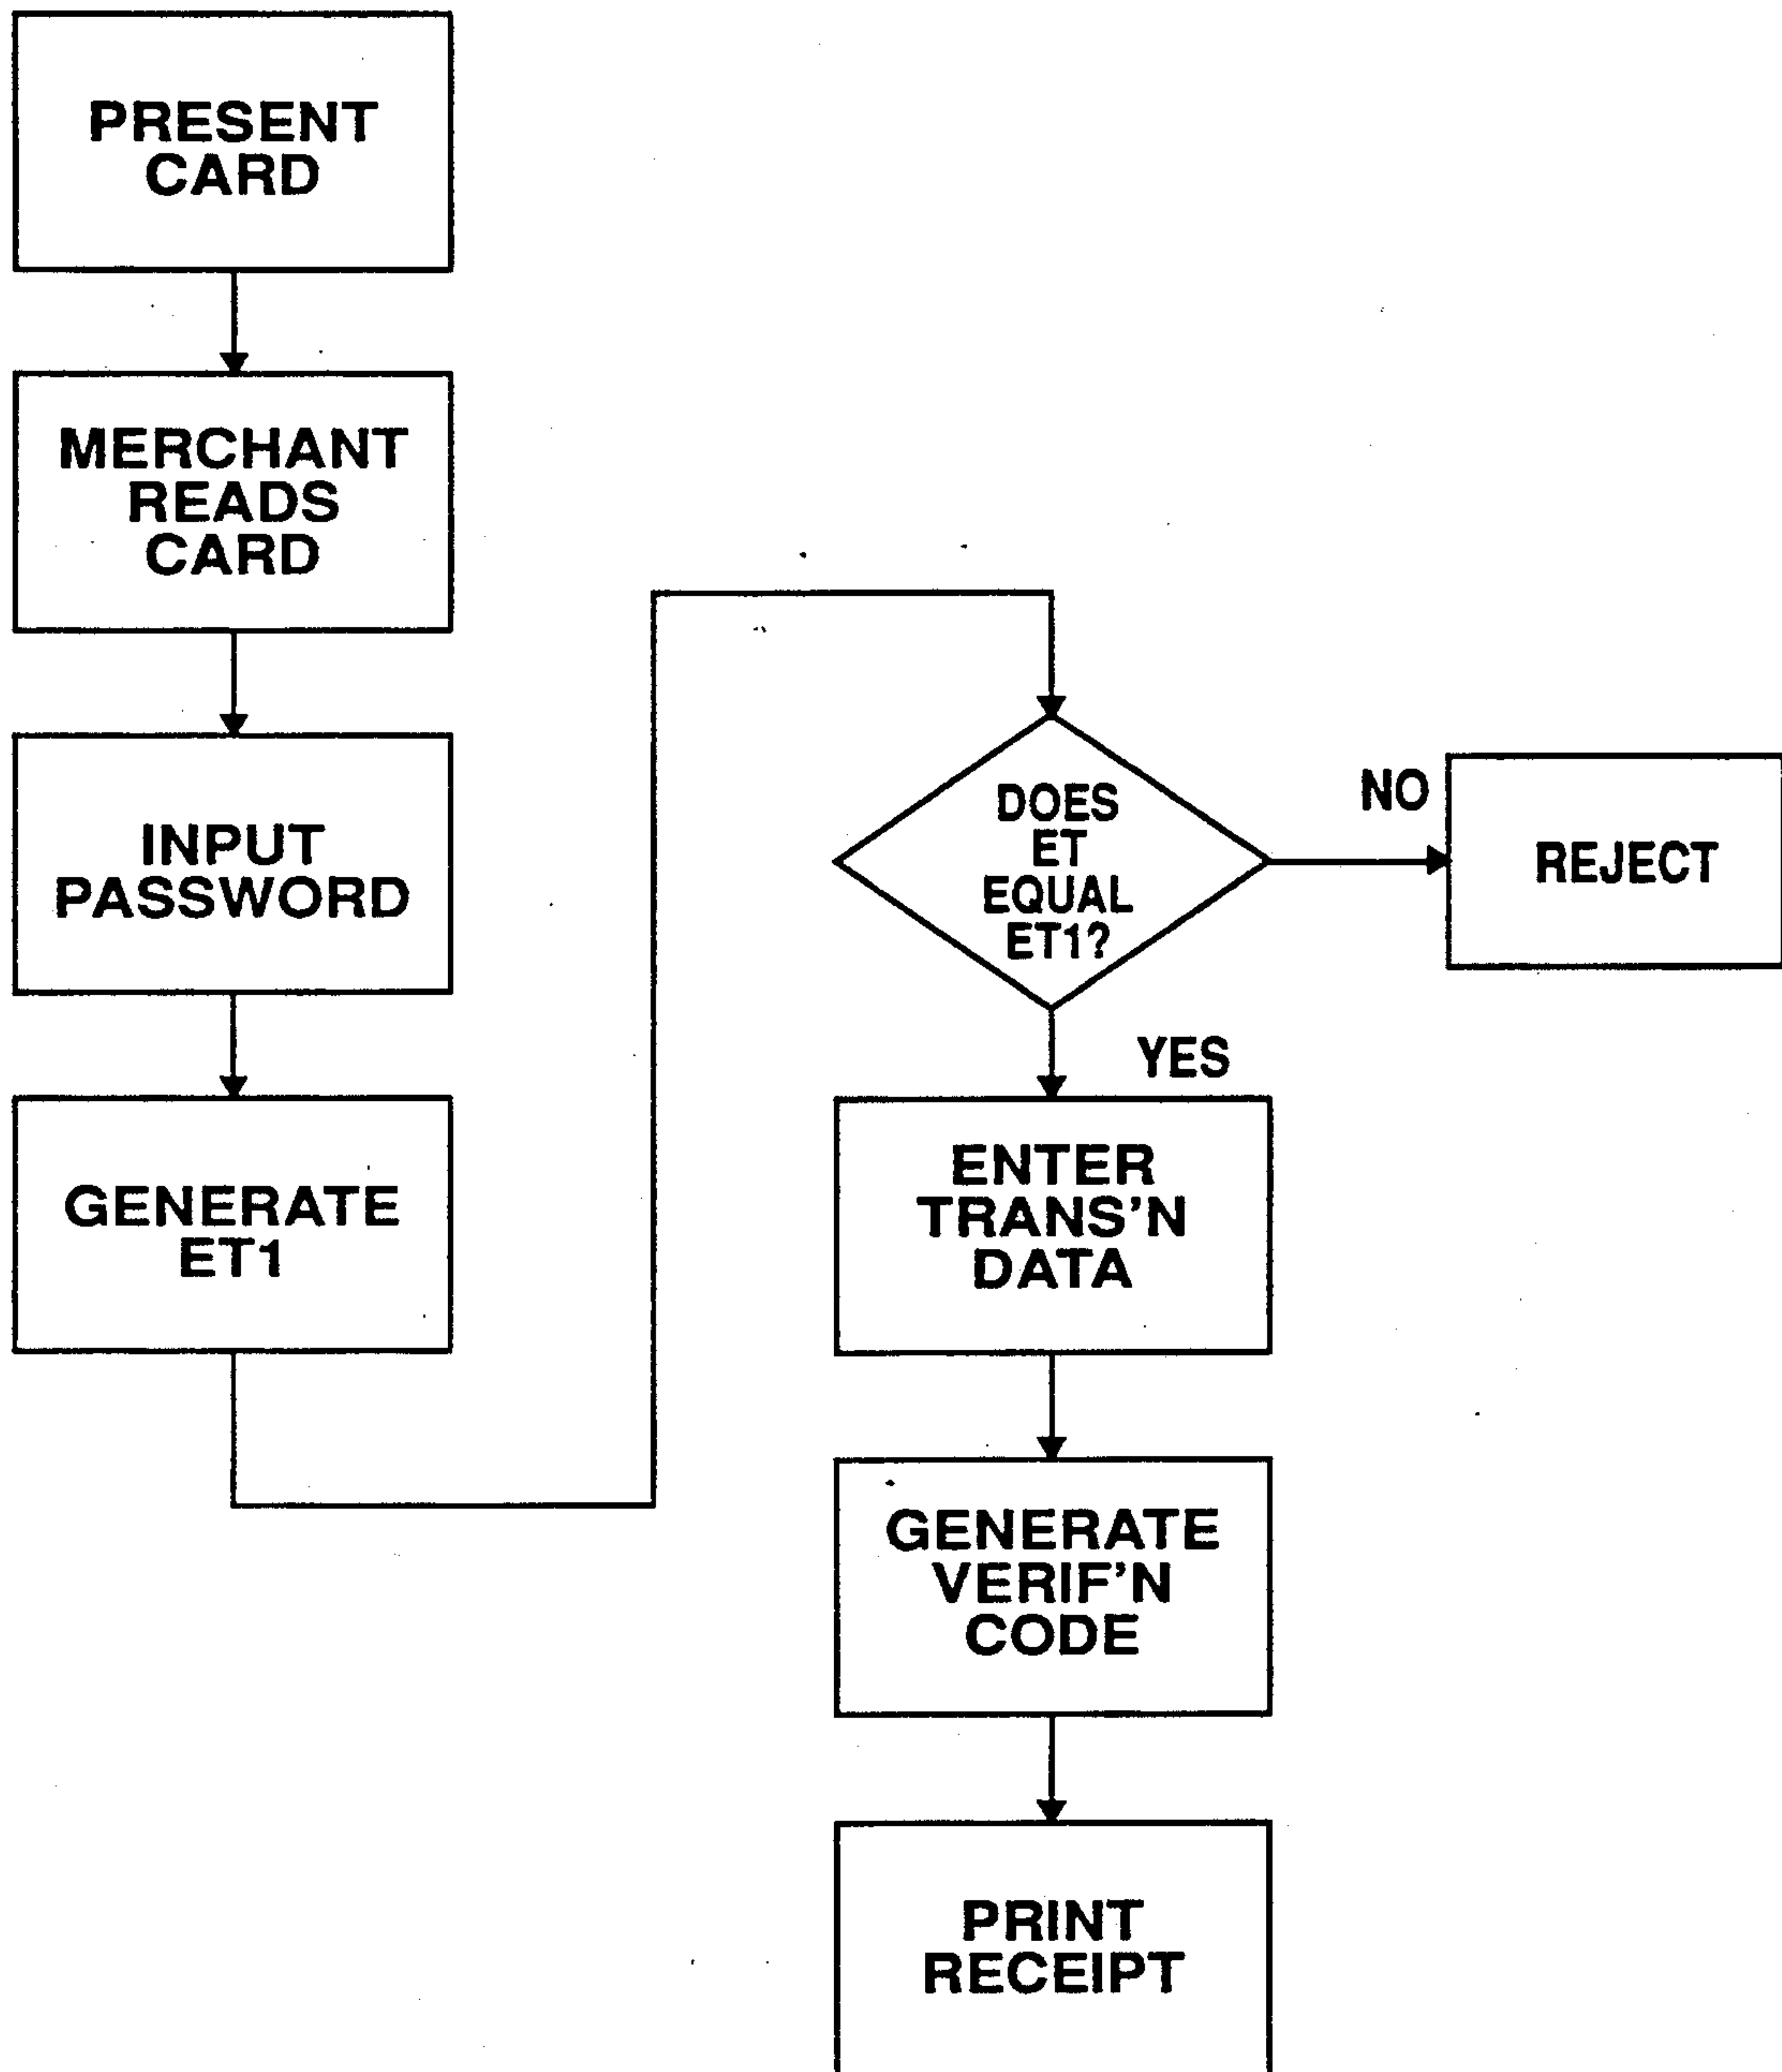 PRESENT
CARD
MERCHANT
READS
CARD
INPUT
PASSWORD
GENERATE
ET1
DOES
ET
EQUAL
ET1?
NO
REJECT
YES
ENTER
TRANS'N
DATA
GENERATE
VERIF'N
CODE
PRINT
RECEIPT